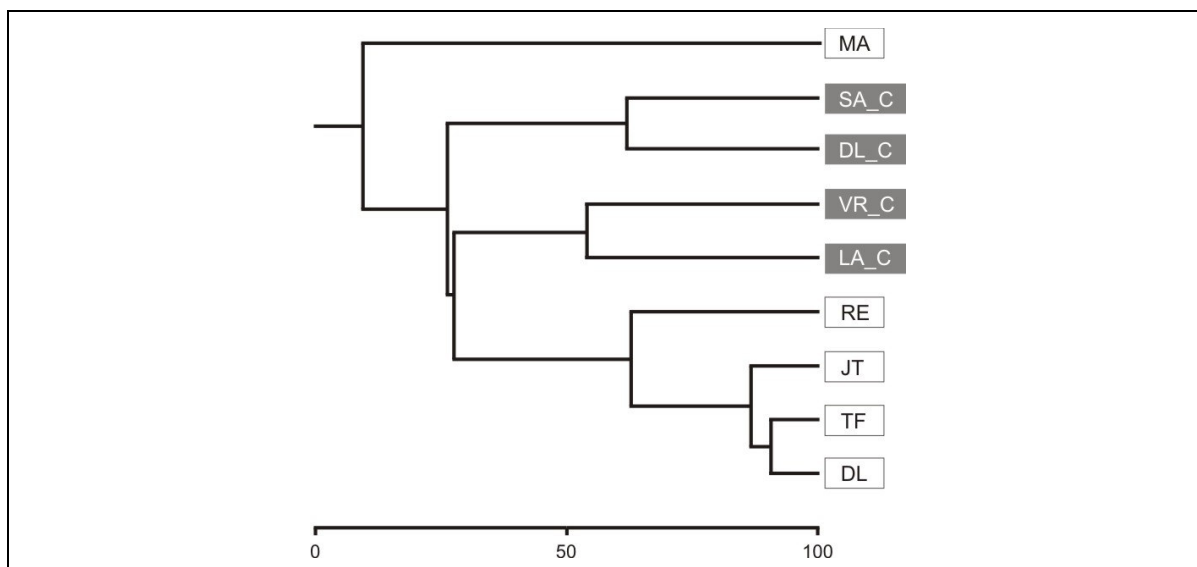 MA
SA_C
DL_C
VR_C
LA_C
RE
JT
TF
DL
0 50 100